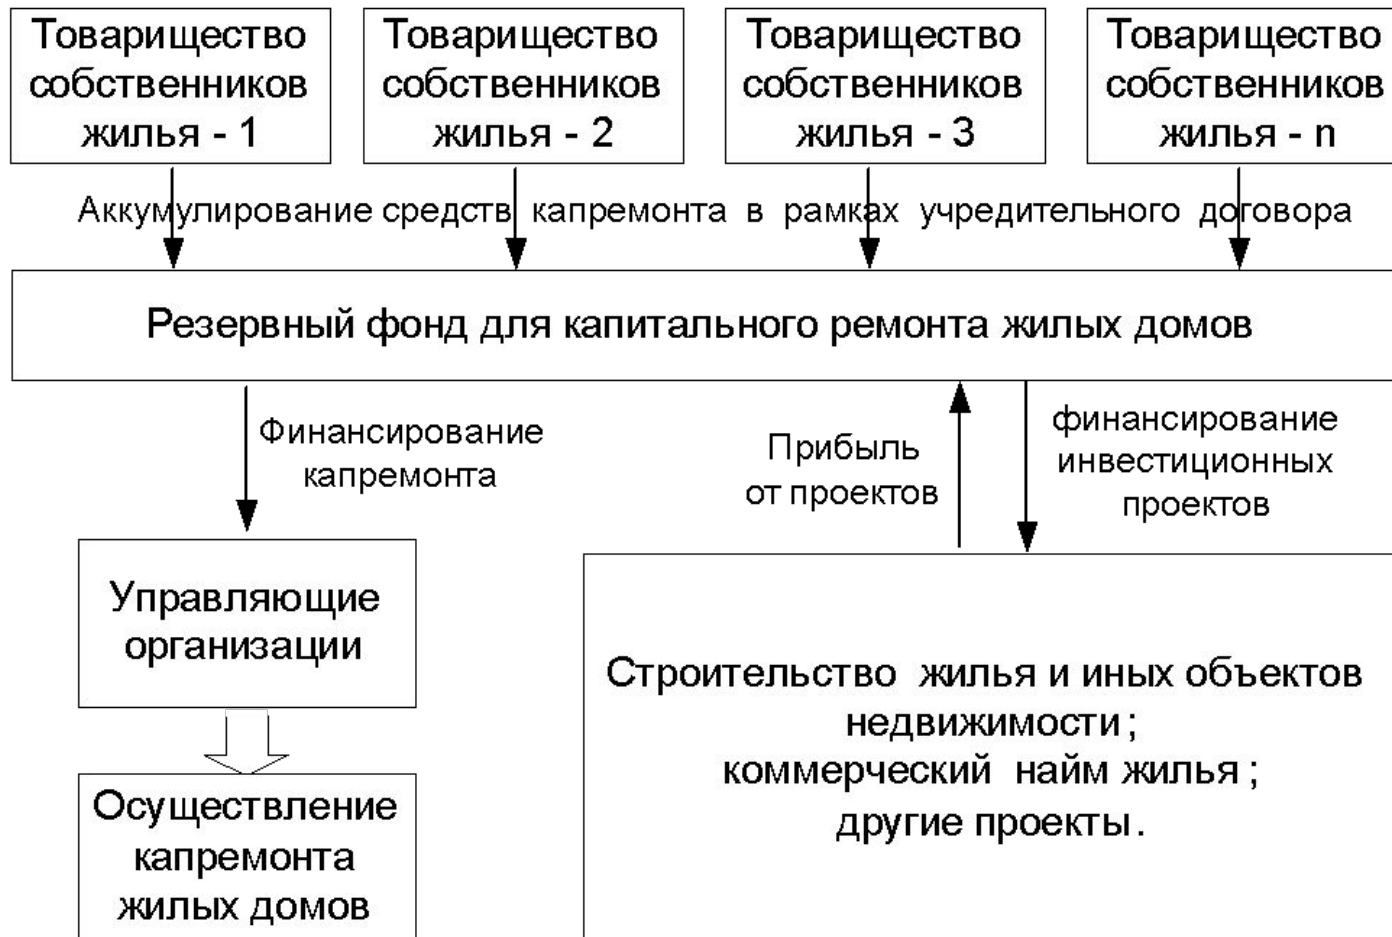 Товарищество
собственников
жилья - 1
Товарищество
собственников
жилья - 2
Товарищество
собственников
жилья - 3
Товарищество
собственников
жилья - n
Аккумулирование средств капремонта в рамках учредительного договора
Резервный фонд для капитального ремонта жилых домов
Финансирование
капремонта
Прибыль
от проектов
финансирование
инвестиционных
проектов
Управляющие
организации
Осуществление
капремонта
жилых домов
Строительство жилья и иных объектов
недвижимости;
коммерческий найм жилья;
другие проекты.